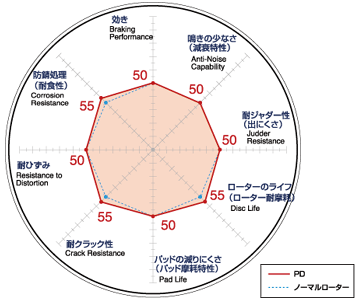 効き
Braking
Performance
50
鳴きの少なさ
(減衰特性)
Anti-Noise
Capability
50
耐ジャダー性
(出にくさ)
Judder
Resistance
50
ローターのライフ
(ローター耐摩耗)
Disc Life
55
パッドの減りにくさ
(パッド摩耗特性)
Pad Life
50
耐クラック性
Crack Resistance
55
耐ひずみ
Resistance to
Distortion
50
防錆処理
(耐食性)
Corrosion
Resistance
55
PD
ノーマルローター